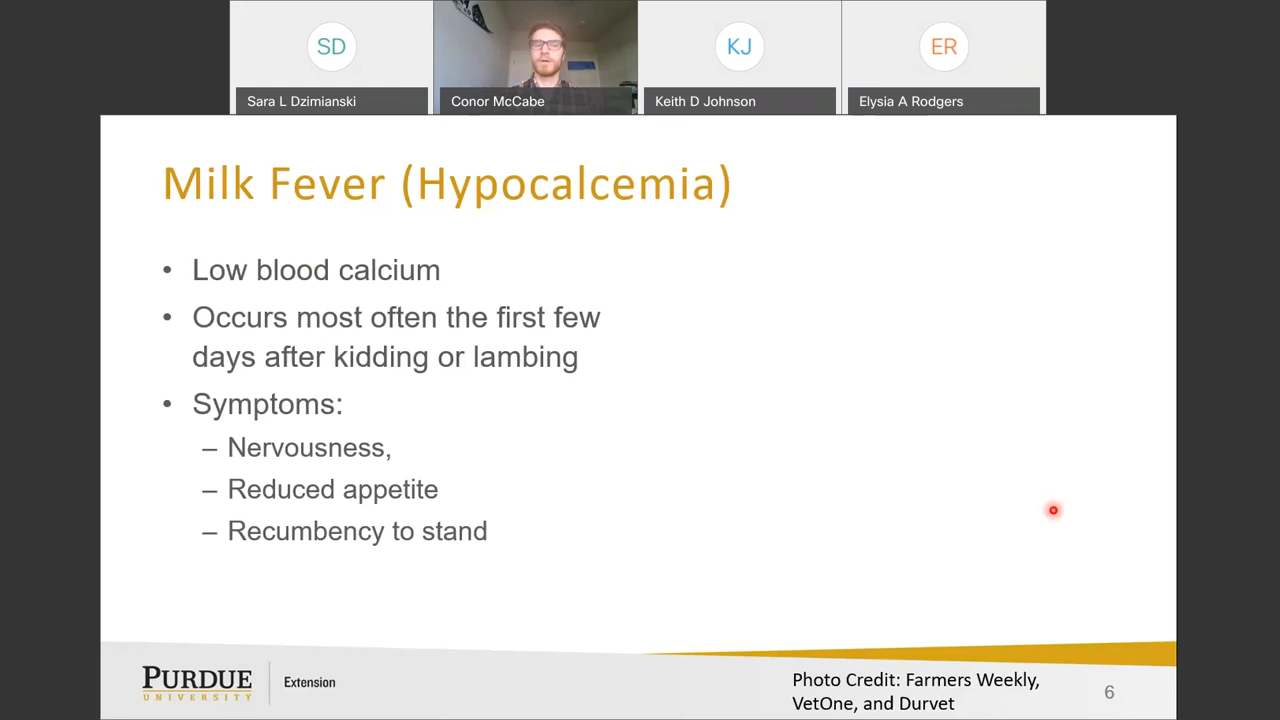 SD
KJ
ER
Sara L Dzimianski
Conor McCabe
Keith D Johnson
Elysia A Rodgers
Milk Fever (Hypocalcemia)
• Low blood calcium
• Occurs most often the first few
days after kidding or lambing
• Symptoms:
– Nervousness,
– Reduced appetite
– Recumbency to stand
PURDUE
UNIVERSITY
Extension
Photo Credit: Farmers Weekly,
VetOne, and Durvet
6